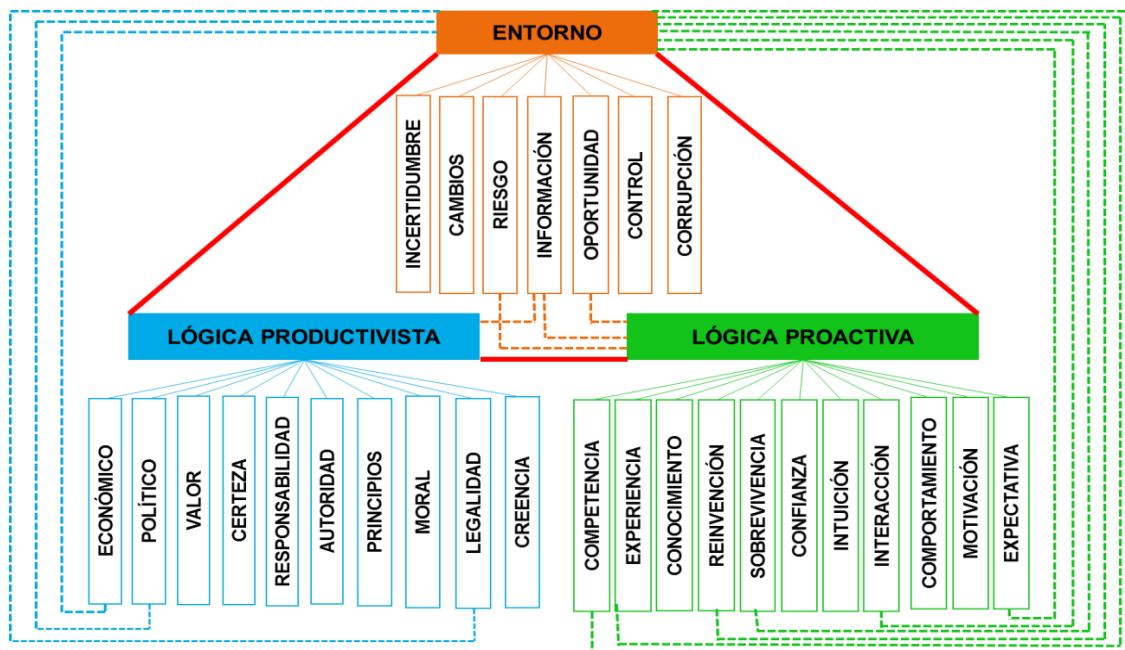 ENTORNO
INCERTIDUMBRE
CAMBIOS
RIESGO
INFORMACIÓN
OPORTUNIDAD
CONTROL
CORRUPCIÓN
LÓGICA PRODUCTIVISTA
LÓGICA PROACTIVA
ECONÓMICO
POLÍTICO
VALOR
CERTEZA
RESPONSABILIDAD
AUTORIDAD
PRINCIPIOS
MORAL
LEGALIDAD
CREENCIA
COMPETENCIA
EXPERIENCIA
CONOCIMIENTO
REINVENCIÓN
SOBREVIVENCIA
CONFIANZA
INTUICIÓN
INTERACCIÓN
COMPORTAMIENTO
MOTIVACIÓN
EXPECTATIVA